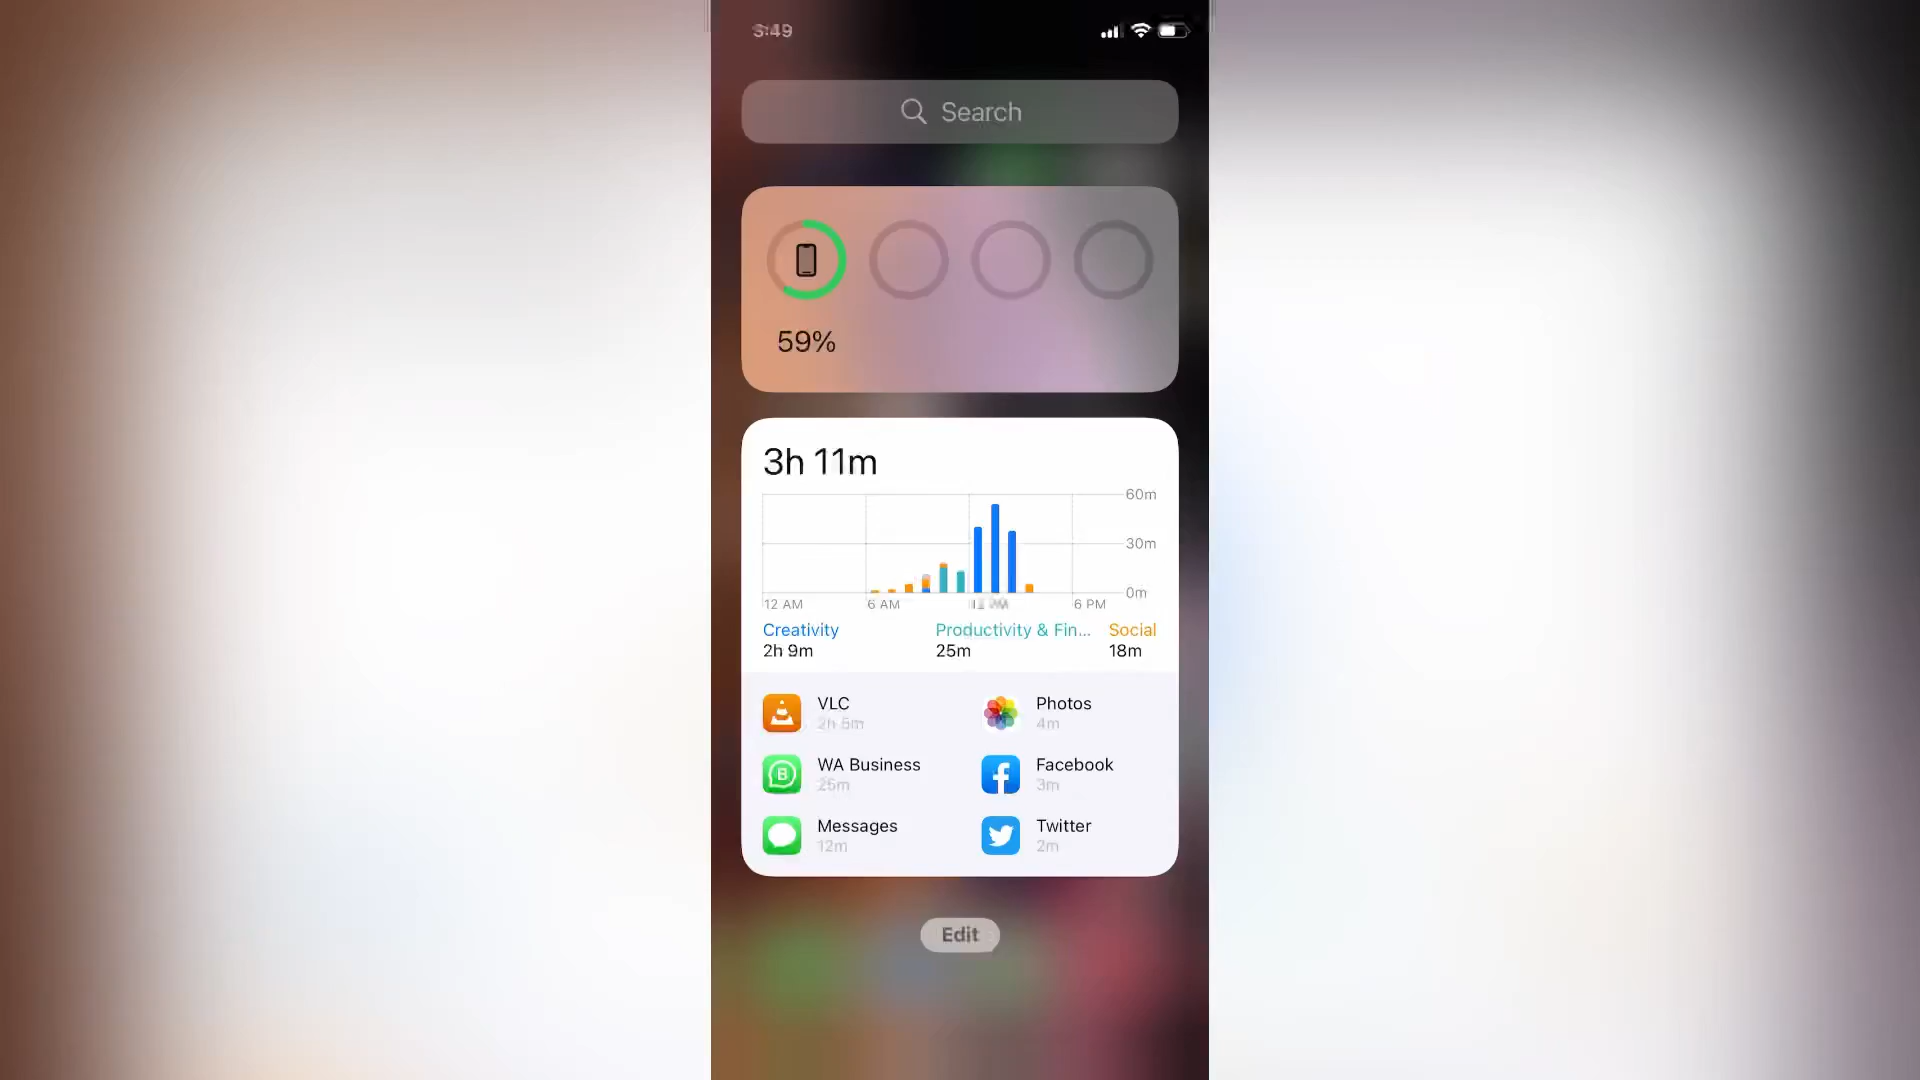 3:49
Search
59%
3h 11m
60m
30m
0m
12 AM 6 AM 6 PM
Creativity Productivity & Fin... Social
2h 9m 25m 18m
VLC Photos
2h 5m 4m
WA Business Facebook
25m 3m
Messages Twitter
12m 2m
Edit